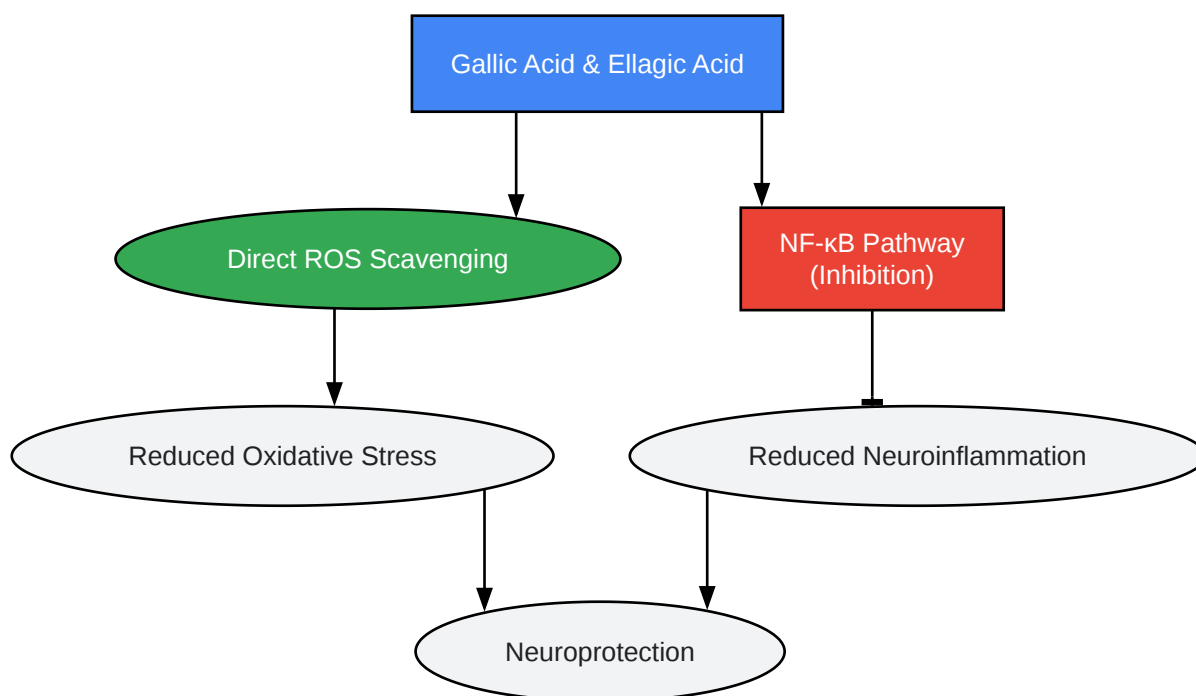 Gallic Acid & Ellagic Acid
Direct ROS Scavenging
NF-κB Pathway
(Inhibition)
Reduced Oxidative Stress
Reduced Neuroinflammation
Neuroprotection